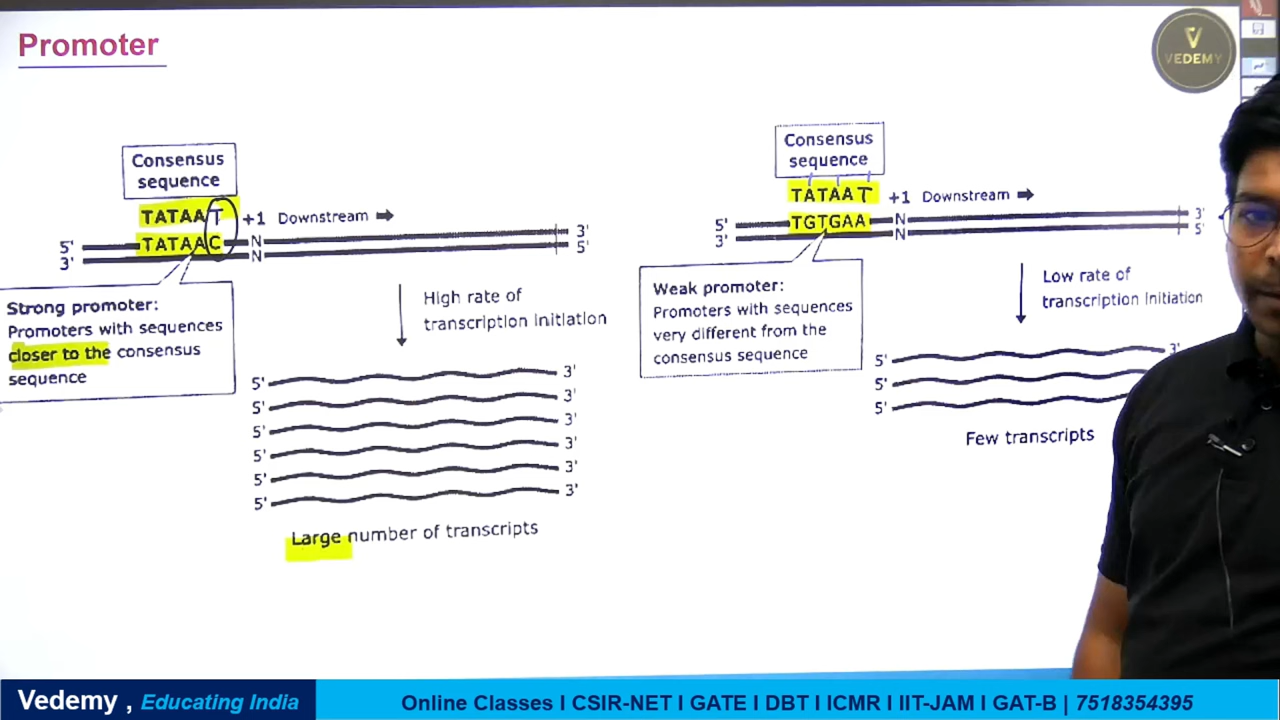 Promoter
V
VEDEMY
Consensus
sequence
TATAAT
+1 Downstream
5' TATAAC N 3'
3' N 5'
Strong promoter:
Promoters with sequences
closer to the consensus
sequence
High rate of
transcription Initiation
5' 3'
5' 3'
5' 3'
5' 3'
5' 3'
5' 3'
Large number of transcripts
Consensus
sequence
TATAAT
+1 Downstream
5' TGTGAA N 3'
3' N 5'
Weak promoter:
Promoters with sequences
very different from the
consensus sequence
Low rate of
transcription Initiation
5' 3'
5'
5'
Few transcripts
Vedemy , Educating India
Online Classes I CSIR-NET I GATE I DBT I ICMR I IIT-JAM I GAT-B | 7518354395